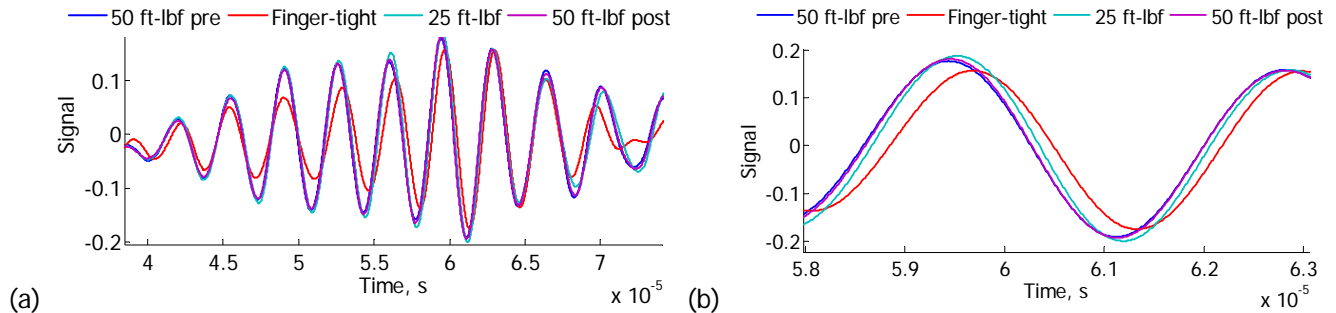 50 ft-lbf pre Finger-tight 25 ft-lbf 50 ft-lbf post
0.1
0
-0.1
-0.2
Signal
4 4.5 5 5.5 6 6.5 7
Time, s
x 10^-5
(a)
50 ft-lbf pre Finger-tight 25 ft-lbf 50 ft-lbf post
0.2
0.1
0
-0.1
-0.2
Signal
5.8 5.9 6 6.1 6.2 6.3
Time, s
x 10^-5
(b)